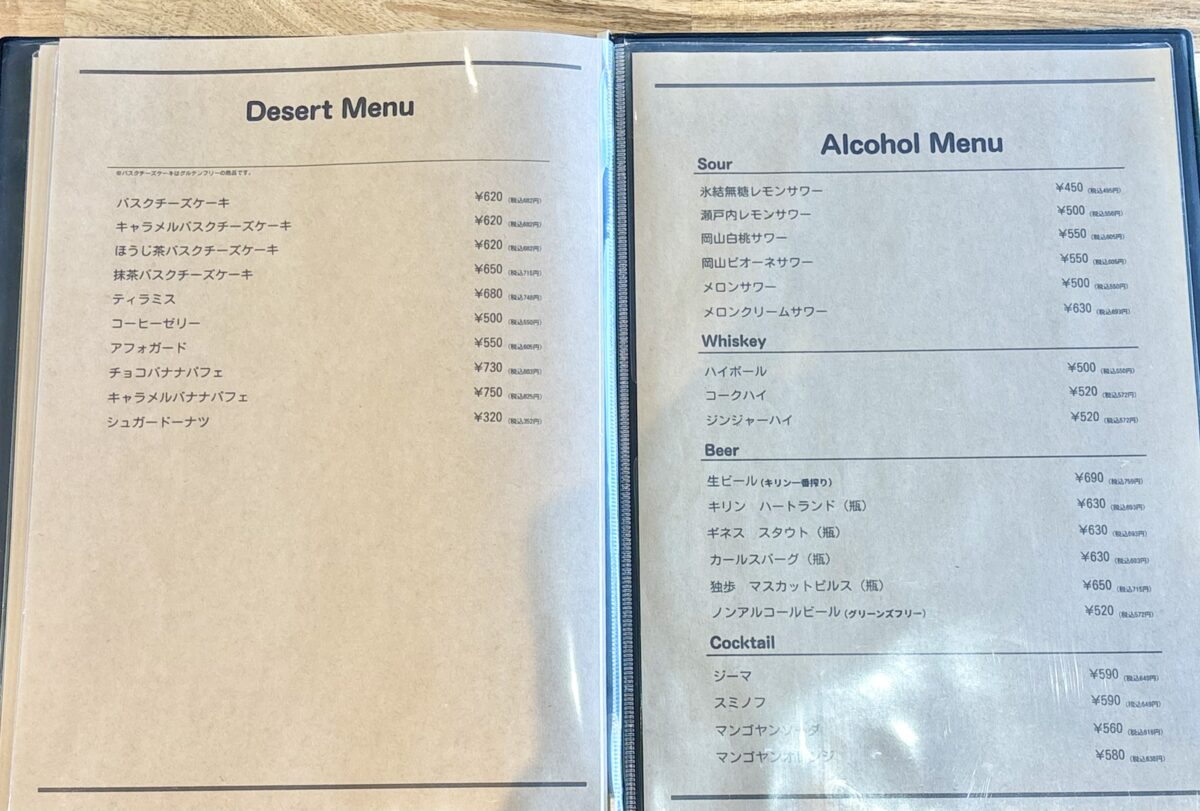 Desert Menu
※バスクチーズケーキはグルテンフリーの商品です。
バスクチーズケーキ ¥620 (税込682円)
キャラメルバスクチーズケーキ ¥620 (税込682円)
ほうじ茶バスクチーズケーキ ¥620 (税込682円)
抹茶バスクチーズケーキ ¥650 (税込715円)
ティラミス ¥680 (税込748円)
コーヒーゼリー ¥500 (税込550円)
アフォガード ¥550 (税込605円)
チョコバナナパフェ ¥730 (税込803円)
キャラメルバナナパフェ ¥750 (税込825円)
シュガードーナツ ¥320 (税込352円)
Alcohol Menu
Sour
氷結無糖レモンサワー ¥450 (税込495円)
瀬戸内レモンサワー ¥500 (税込550円)
岡山白桃サワー ¥550 (税込605円)
岡山ピオーネサワー ¥550 (税込605円)
メロンサワー ¥500 (税込550円)
メロンクリームサワー ¥630 (税込693円)
Whiskey
ハイボール ¥500 (税込550円)
コークハイ ¥520 (税込572円)
ジンジャーハイ ¥520 (税込572円)
Beer
生ビール(キリン一番搾り) ¥690 (税込759円)
キリン ハートランド（瓶） ¥630 (税込693円)
ギネス スタウト（瓶） ¥630 (税込693円)
カールスバーグ（瓶） ¥630 (税込693円)
独歩 マスカットピルス（瓶） ¥650 (税込715円)
ノンアルコールビール(グリーンズフリー) ¥520 (税込572円)
Cocktail
ジーマ ¥590 (税込649円)
スミノフ ¥590 (税込649円)
マンゴヤンソーダ ¥560 (税込616円)
マンゴヤンオレンジ ¥580 (税込638円)